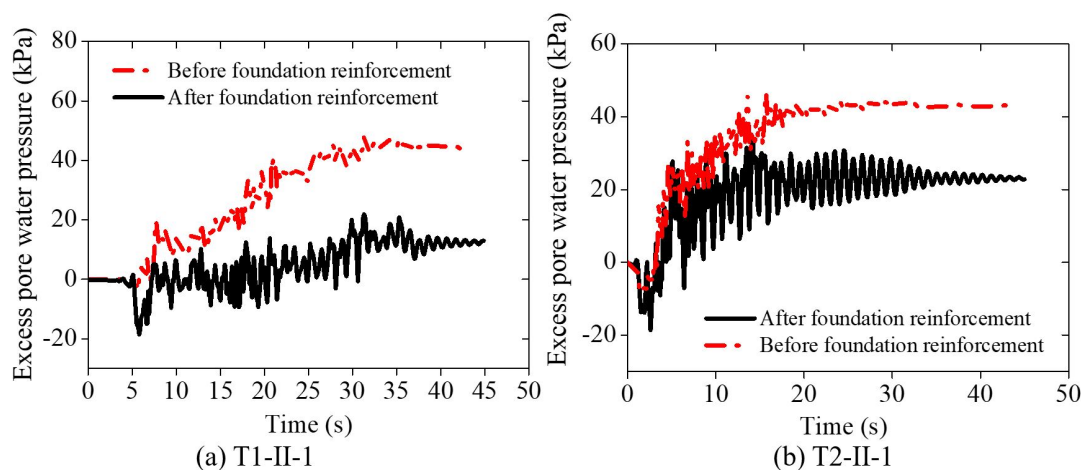 Excess pore water pressure (kPa)
80
60
40
20
0
-20
Before foundation reinforcement
After foundation reinforcement
0 5 10 15 20 25 30 35 40 45 50
Time (s)
(a) T1-II-1
Excess pore water pressure (kPa)
60
40
20
0
-20
After foundation reinforcement
Before foundation reinforcement
0 10 20 30 40 50
Time (s)
(b) T2-II-1